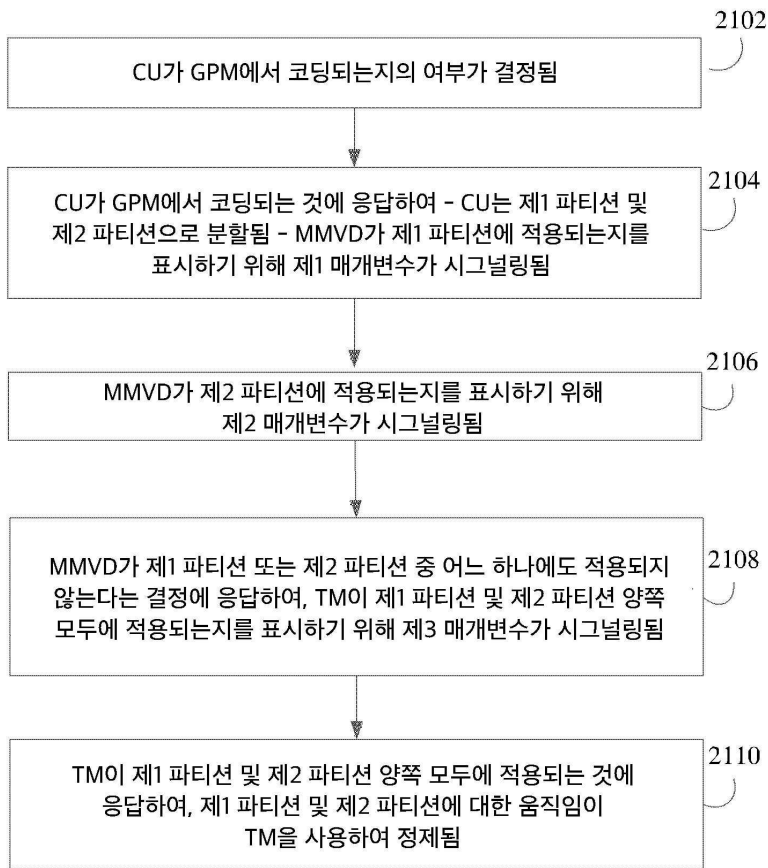 2102
CU가 GPM에서 코딩되는지의 여부가 결정됨
2104
CU가 GPM에서 코딩되는 것에 응답하여 - CU는 제1 파티션 및
제2 파티션으로 분할됨 - MMVD가 제1 파티션에 적용되는지를
표시하기 위해 제1 매개변수가 시그널링됨
2106
MMVD가 제2 파티션에 적용되는지를 표시하기 위해
제2 매개변수가 시그널링됨
2108
MMVD가 제1 파티션 또는 제2 파티션 중 어느 하나에도 적용되지
않는다는 결정에 응답하여, TM이 제1 파티션 및 제2 파티션 양쪽
모두에 적용되는지를 표시하기 위해 제3 매개변수가 시그널링됨
2110
TM이 제1 파티션 및 제2 파티션 양쪽 모두에 적용되는 것에
응답하여, 제1 파티션 및 제2 파티션에 대한 움직임이
TM을 사용하여 정제됨